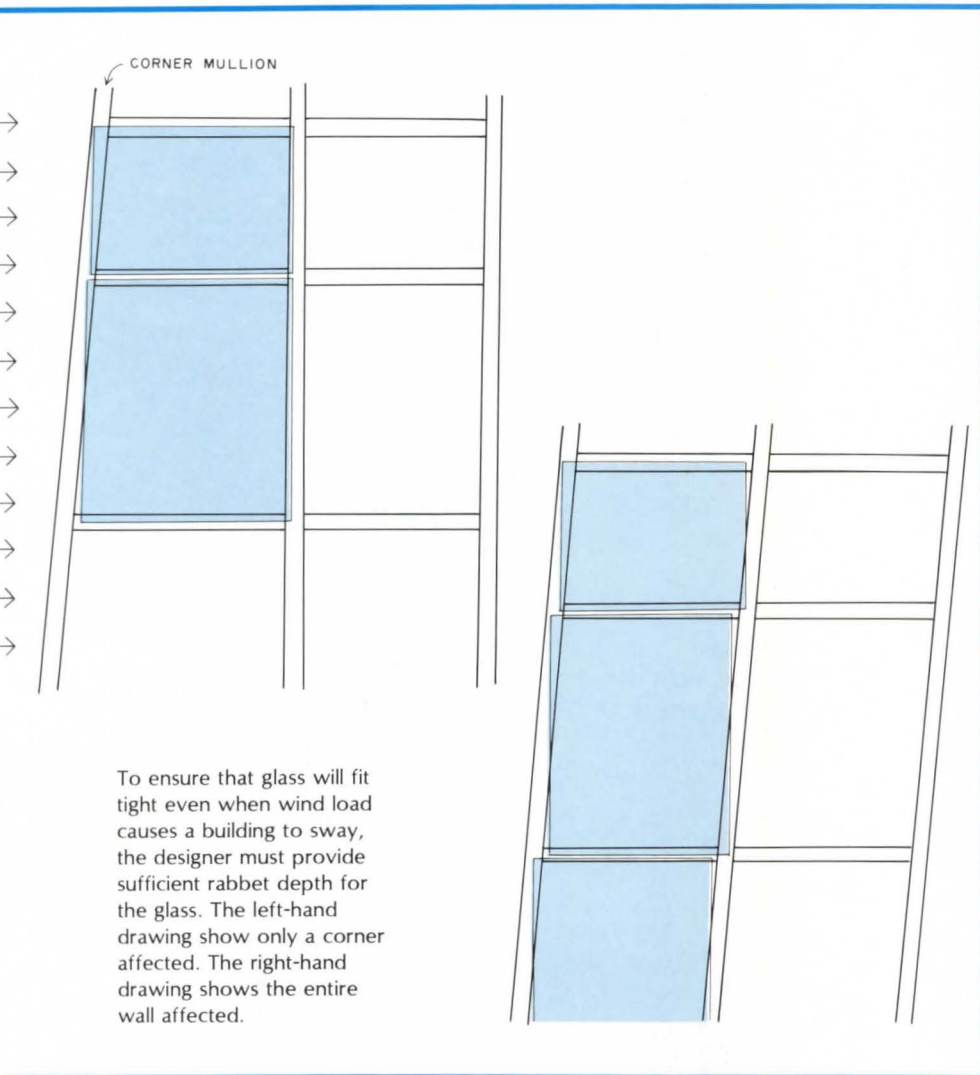 CORNER MULLION
To ensure that glass will fit
tight even when wind load
causes a building to sway,
the designer must provide
sufficient rabbet depth for
the glass. The left-hand
drawing show only a corner
affected. The right-hand
drawing shows the entire
wall affected.